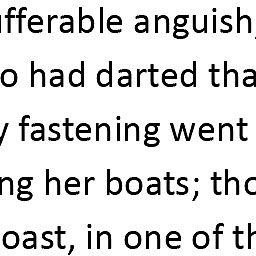 ufferable anguish,
o had darted tha
y fastening went
ng her boats; tho
oast, in one of th